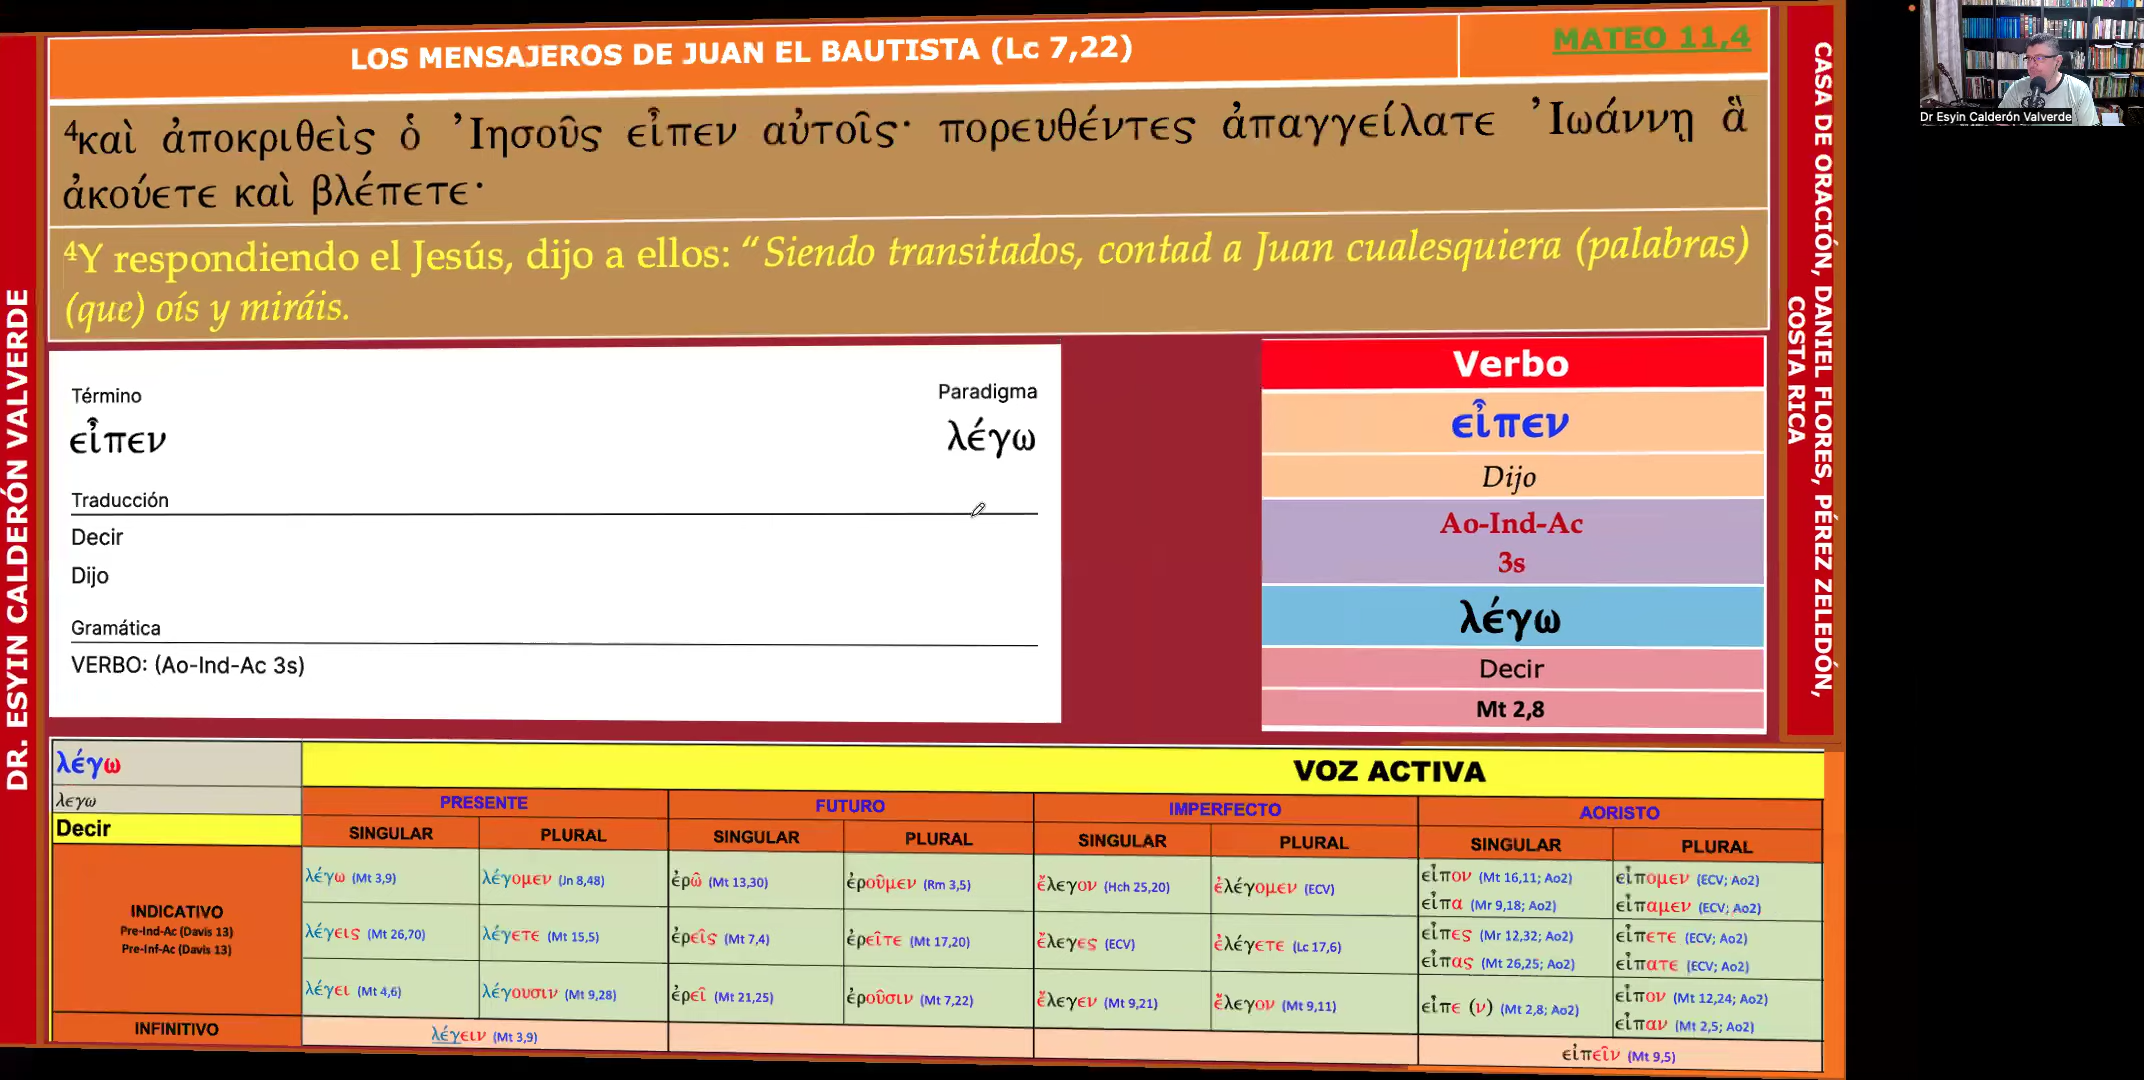 LOS MENSAJEROS DE JUAN EL BAUTISTA (Lc 7,22)
MATEO 11,4
⁴καὶ ἀποκριθεὶς ὁ Ἰησοῦς εἶπεν αὐτοῖς· πορευθέντες ἀπαγγείλατε Ἰωάννῃ ἃ
ἀκούετε καὶ βλέπετε·
⁴Y respondiendo el Jesús, dijo a ellos: “Siendo transitados, contad a Juan cualesquiera (palabras)
(que) oís y miráis.
DR. ESYIN CALDERÓN VALVERDE
CASA DE ORACIÓN, DANIEL FLORES, PÉREZ ZELEDÓN,
COSTA RICA
Dr Esyin Calderón Valverde
Término Paradigma
εἶπεν λέγω
Traducción
Decir
Dijo
Gramática
VERBO: (Ao-Ind-Ac 3s)
Verbo
εἶπεν
Dijo
Ao-Ind-Ac
3s
λέγω
Decir
Mt 2,8
λέγω VOZ ACTIVA
λεγω PRESENTE FUTURO IMPERFECTO AORISTO
Decir SINGULAR PLURAL SINGULAR PLURAL SINGULAR PLURAL SINGULAR PLURAL
INDICATIVO
Pre-Ind-Ac (Davis 13)
Pre-Inf-Ac (Davis 13)
λέγω (Mt 3,9) λέγομεν (Jn 8,48) ἐρῶ (Mt 13,30) ἐροῦμεν (Rm 3,5) ἔλεγον (Hch 25,20) ἐλέγομεν (ECV) εἶπον (Mt 16,11; Ao2) εἴπομεν (ECV; Ao2)
εἶπα (Mr 9,18; Ao2) εἴπαμεν (ECV; Ao2)
λέγεις (Mt 26,70) λέγετε (Mt 15,5) ἐρεῖς (Mt 7,4) ἐρεῖτε (Mt 17,20) ἔλεγες (ECV) ἐλέγετε (Lc 17,6) εἶπες (Mr 12,32; Ao2) εἴπετε (ECV; Ao2)
εἶπας (Mt 26,25; Ao2) εἴπατε (ECV; Ao2)
λέγει (Mt 4,6) λέγουσιν (Mt 9,28) ἐρεῖ (Mt 21,25) ἐροῦσιν (Mt 7,22) ἔλεγεν (Mt 9,21) ἔλεγον (Mt 9,11) εἶπε (ν) (Mt 2,8; Ao2) εἶπον (Mt 12,24; Ao2)
εἶπαν (Mt 2,5; Ao2)
INFINITIVO λέγειν (Mt 3,9) εἰπεῖν (Mt 9,5)